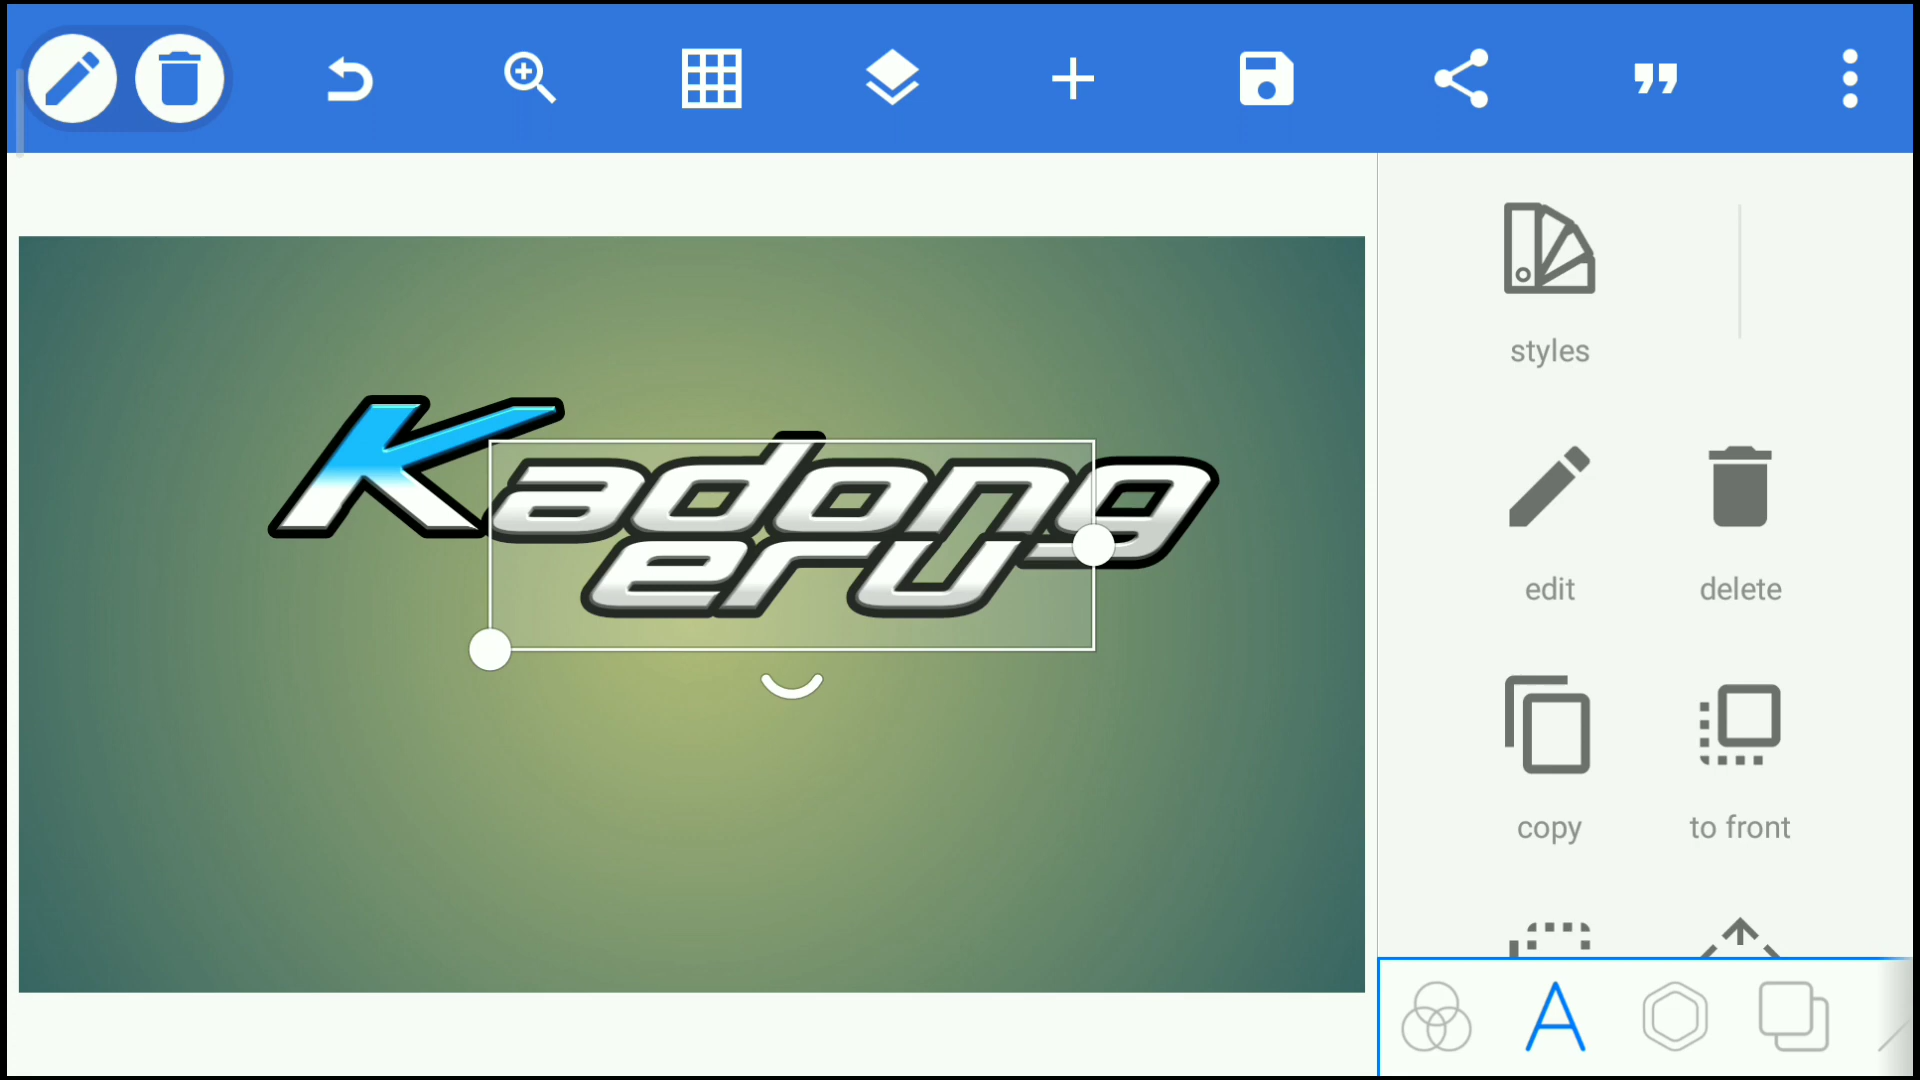 styles
Kadong
eru
edit
delete
copy
to front